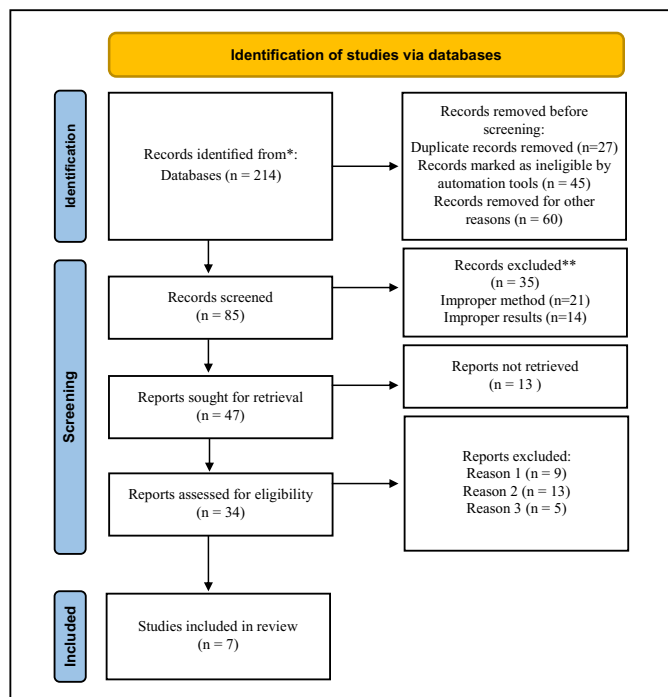 Identification of studies via databases
Identification
Records identified from*:
Databases (n = 214)
Records removed before
screening:
Duplicate records removed (n=27)
Records marked as ineligible by
automation tools (n = 45)
Records removed for other
reasons (n = 60)
Screening
Records screened
(n = 85)
Records excluded**
(n = 35)
Improper method (n=21)
Improper results (n=14)
Reports sought for retrieval
(n = 47)
Reports not retrieved
(n = 13 )
Reports assessed for eligibility
(n = 34)
Reports excluded:
Reason 1 (n = 9)
Reason 2 (n = 13)
Reason 3 (n = 5)
Included
Studies included in review
(n = 7)